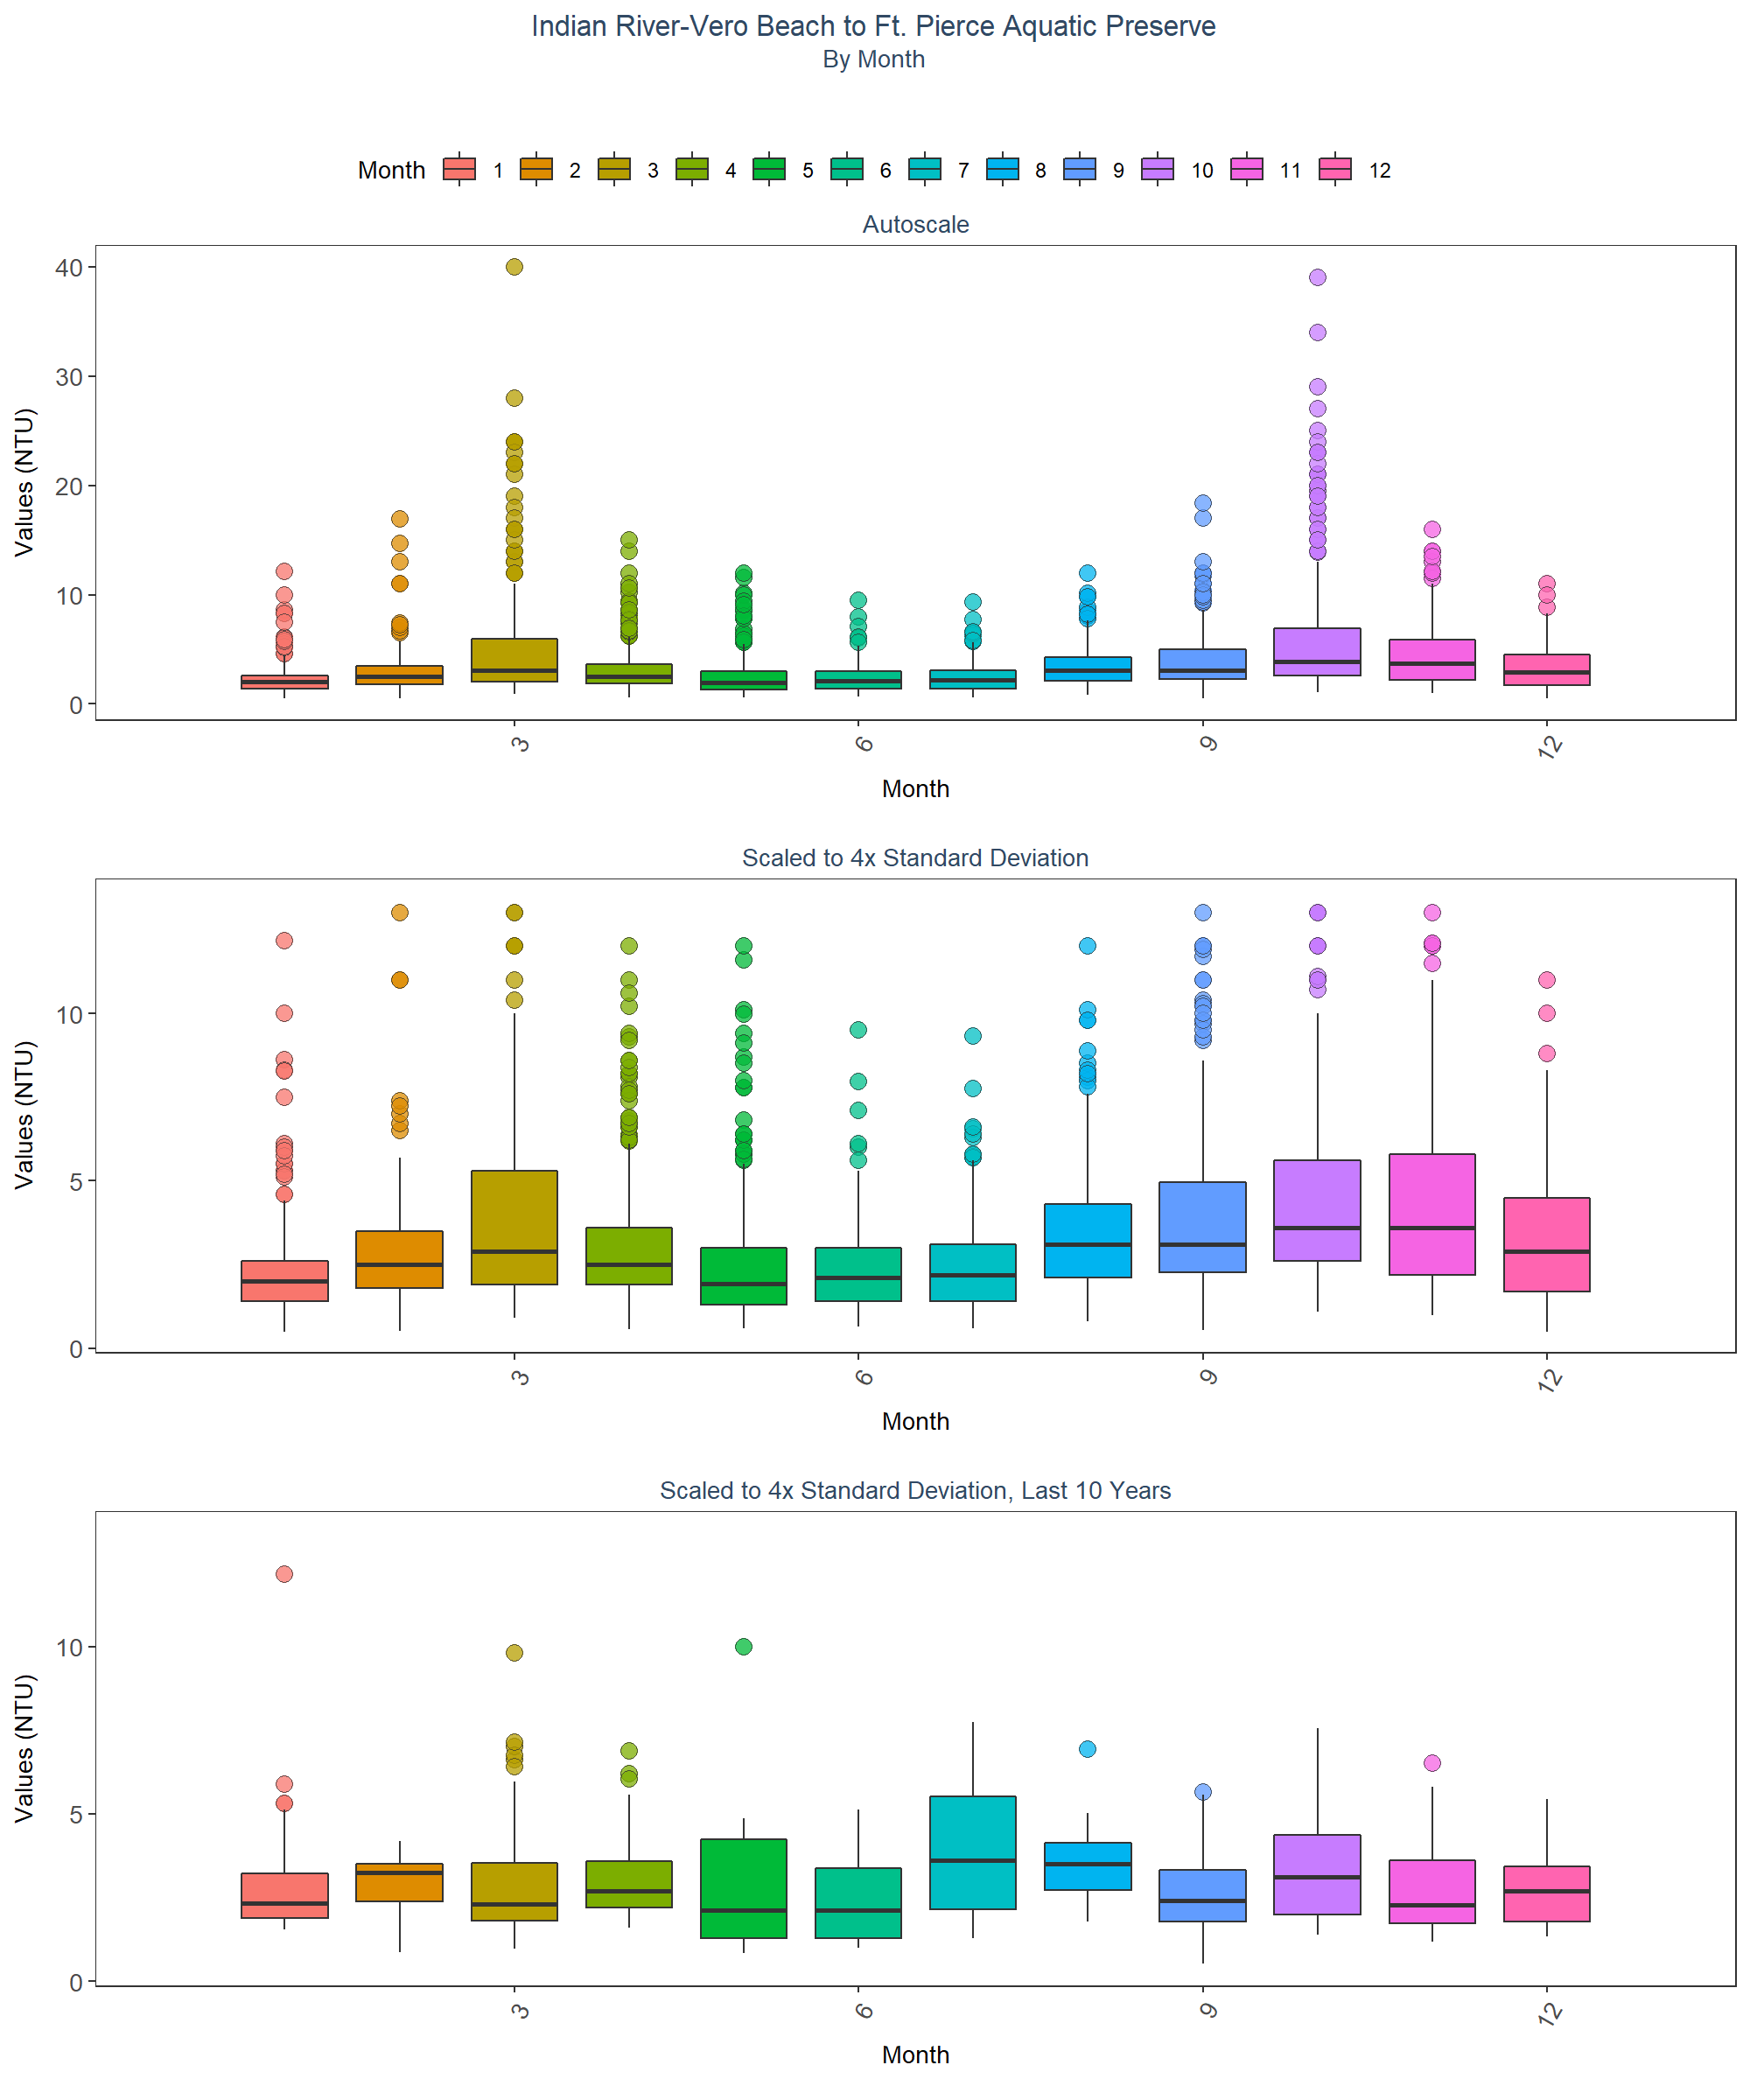 Indian River-Vero Beach to Ft. Pierce Aquatic Preserve
By Month
Month 1 2 3 4 5 6 7 8 9 10 11 12
Autoscale
Values (NTU)
40
30
20
10
0
3 6 9 12
Month
Scaled to 4x Standard Deviation
Values (NTU)
10
5
0
3 6 9 12
Month
Scaled to 4x Standard Deviation, Last 10 Years
Values (NTU)
10
5
0
3 6 9 12
Month